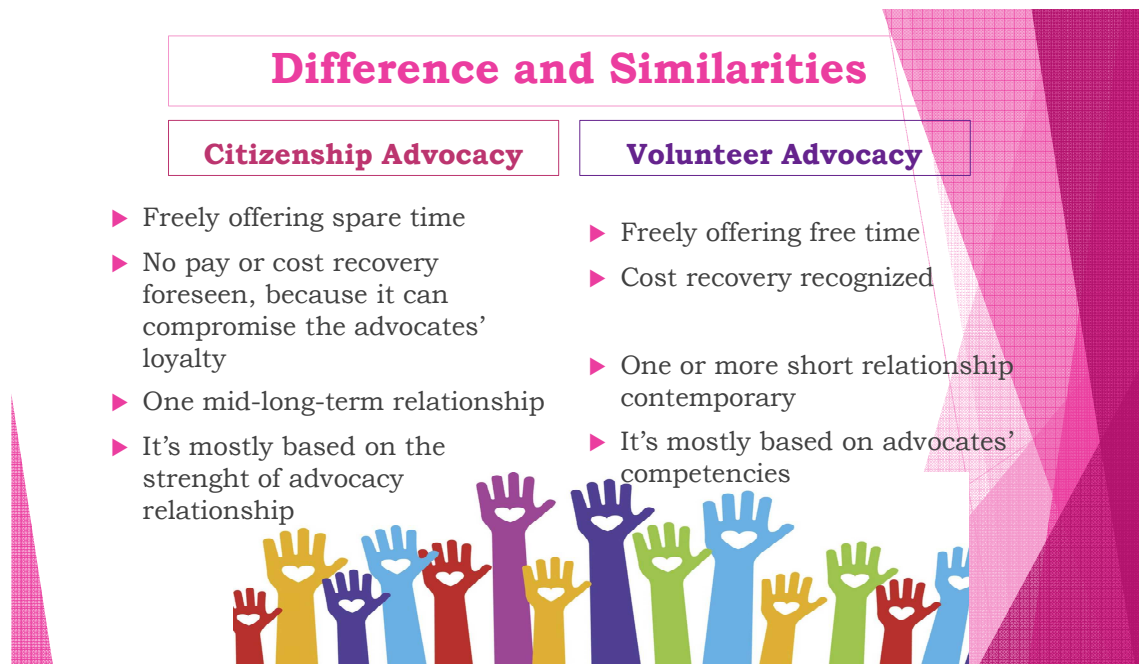 Difference and Similarities
Citizenship Advocacy
Freely offering spare time
No pay or cost recovery
foreseen, because it can
compromise the advocates’
loyalty
One mid-long-term relationship
It’s mostly based on the
strenght of advocacy
relationship
Volunteer Advocacy
Freely offering free time
Cost recovery recognized
One or more short relationship
contemporary
It’s mostly based on advocates’
competencies